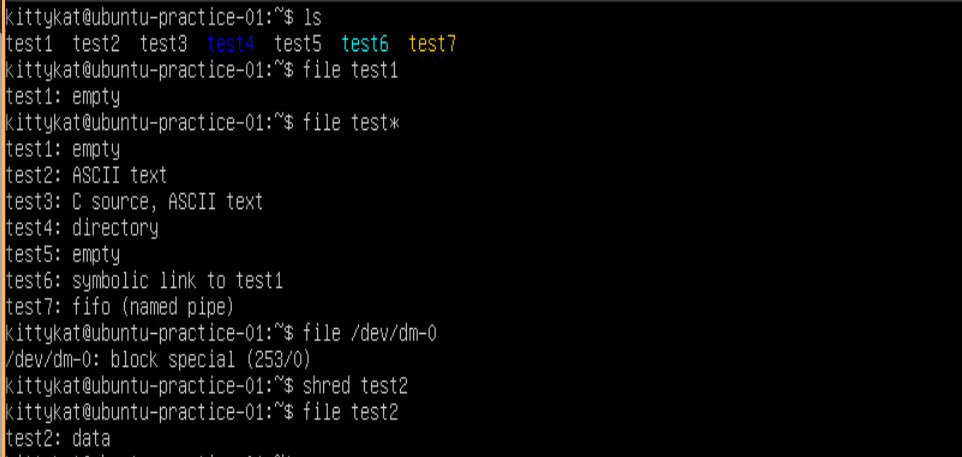 kittykat@ubuntu-practice-01:~$ ls
test1  test2  test3  test4  test5  test6  test7
kittykat@ubuntu-practice-01:~$ file test1
test1: empty
kittykat@ubuntu-practice-01:~$ file test*
test1: empty
test2: ASCII text
test3: C source, ASCII text
test4: directory
test5: empty
test6: symbolic link to test1
test7: fifo (named pipe)
kittykat@ubuntu-practice-01:~$ file /dev/dm-0
/dev/dm-0: block special (253/0)
kittykat@ubuntu-practice-01:~$ shred test2
kittykat@ubuntu-practice-01:~$ file test2
test2: data